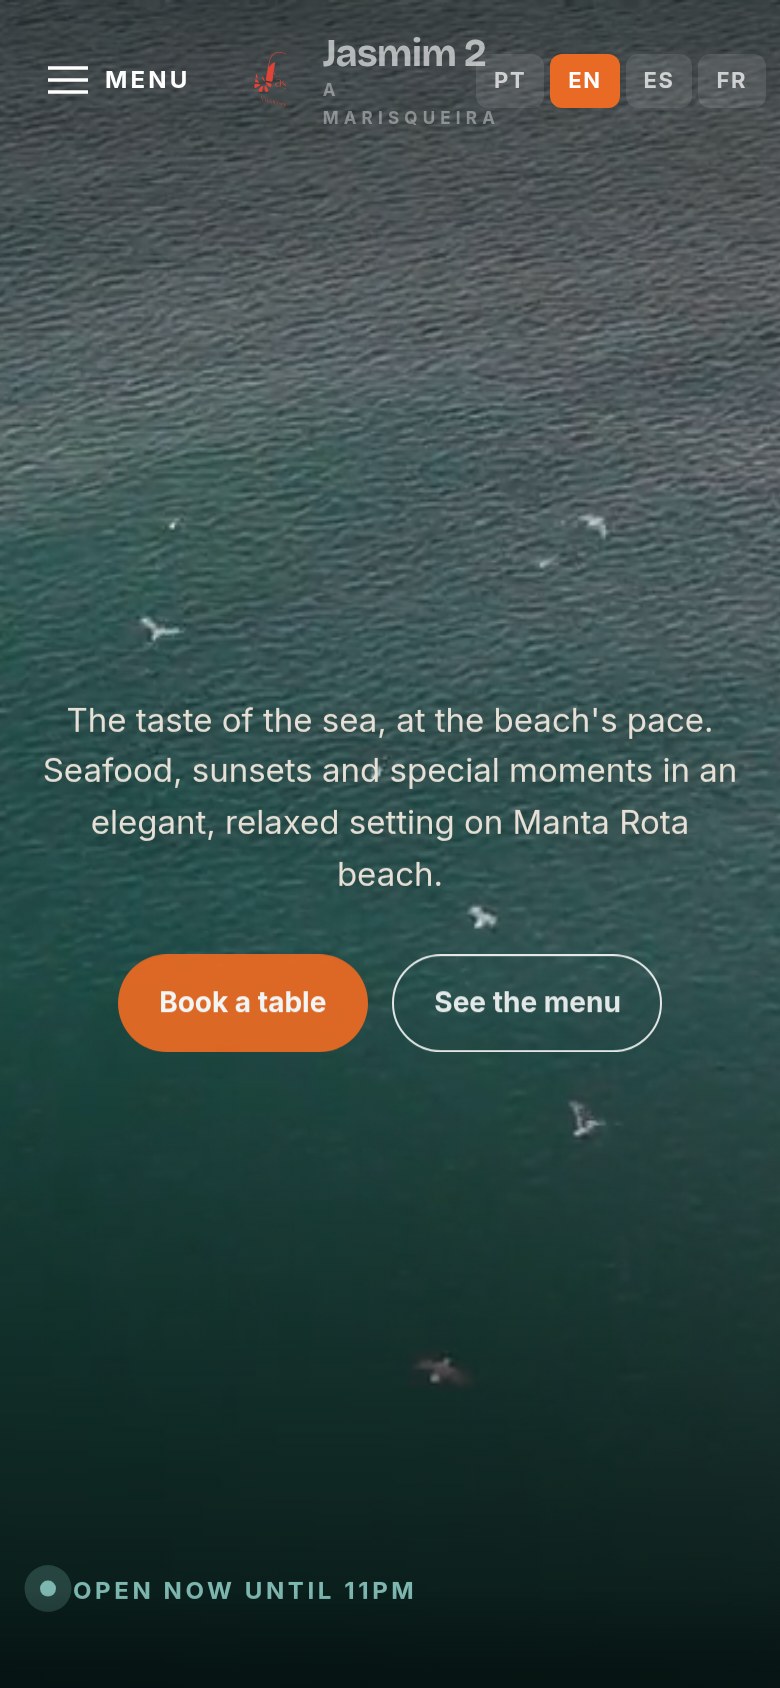 MENU
Jasmim 2
A
MARISQUEIRA
PT EN ES FR
The taste of the sea, at the beach's pace.
Seafood, sunsets and special moments in an
elegant, relaxed setting on Manta Rota
beach.
Book a table
See the menu
OPEN NOW UNTIL 11PM